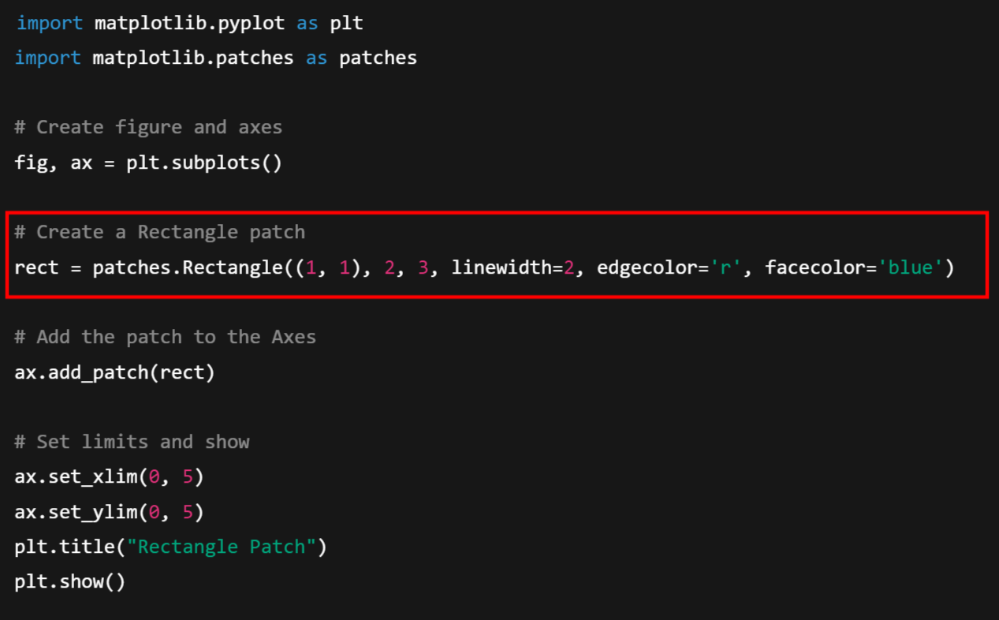 import matplotlib.pyplot as plt
import matplotlib.patches as patches
# Create figure and axes
fig, ax = plt.subplots()
# Create a Rectangle patch
rect = patches.Rectangle((1, 1), 2, 3, linewidth=2, edgecolor='r', facecolor='blue')
# Add the patch to the Axes
ax.add_patch(rect)
# Set limits and show
ax.set_xlim(0, 5)
ax.set_ylim(0, 5)
plt.title("Rectangle Patch")
plt.show()